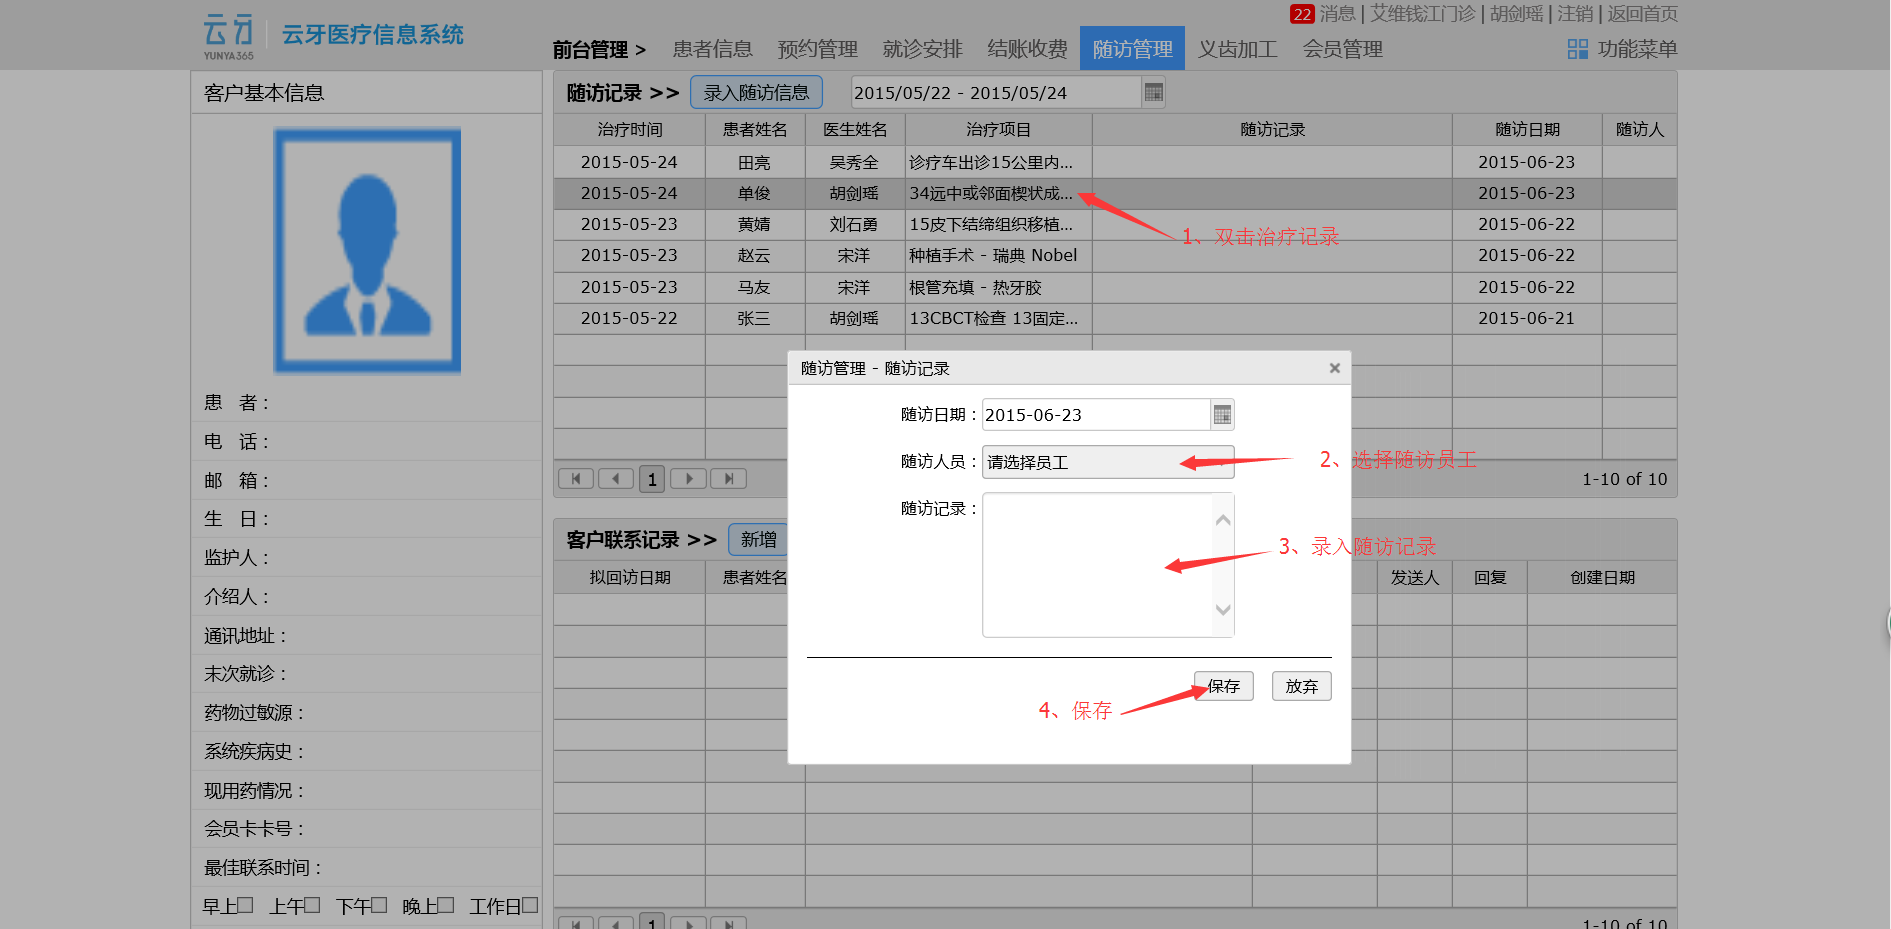 22 消息 | 艾维钱江门诊 | 胡剑瑶 | 注销 | 返回首页
云牙 YUNYA365 云牙医疗信息系统
前台管理 > 患者信息 预约管理 就诊安排 结账收费 随访管理 义齿加工 会员管理 功能菜单
客户基本信息
患 者：
电 话：
邮 箱：
生 日：
监护人：
介绍人：
通讯地址：
末次就诊：
药物过敏源：
系统疾病史：
现用药情况：
会员卡卡号：
最佳联系时间：
早上 上午 下午 晚上 工作日
随访记录 >> 录入随访信息 2015/05/22 - 2015/05/24
治疗时间 患者姓名 医生姓名 治疗项目 随访记录 随访日期 随访人
2015-05-24 田亮 吴秀全 诊疗车出诊15公里内... 2015-06-23
2015-05-24 单俊 胡剑瑶 34远中或邻面楔状成... 2015-06-23
2015-05-23 黄婧 刘石勇 15皮下结缔组织移植... 2015-06-22
1、双击治疗记录
2015-05-23 赵云 宋洋 种植手术 - 瑞典 Nobel 2015-06-22
2015-05-23 马友 宋洋 根管充填 - 热牙胶 2015-06-22
2015-05-22 张三 胡剑瑶 13CBCT检查 13固定... 2015-06-21
1 1-10 of 10
随访管理 - 随访记录 ×
随访日期：2015-06-23
随访人员：请选择员工
2、选择随访员工
随访记录：
3、录入随访记录
保存 放弃
4、保存
客户联系记录 >> 新增
拟回访日期 患者姓名 发送人 回复 创建日期
1 1-10 of 10